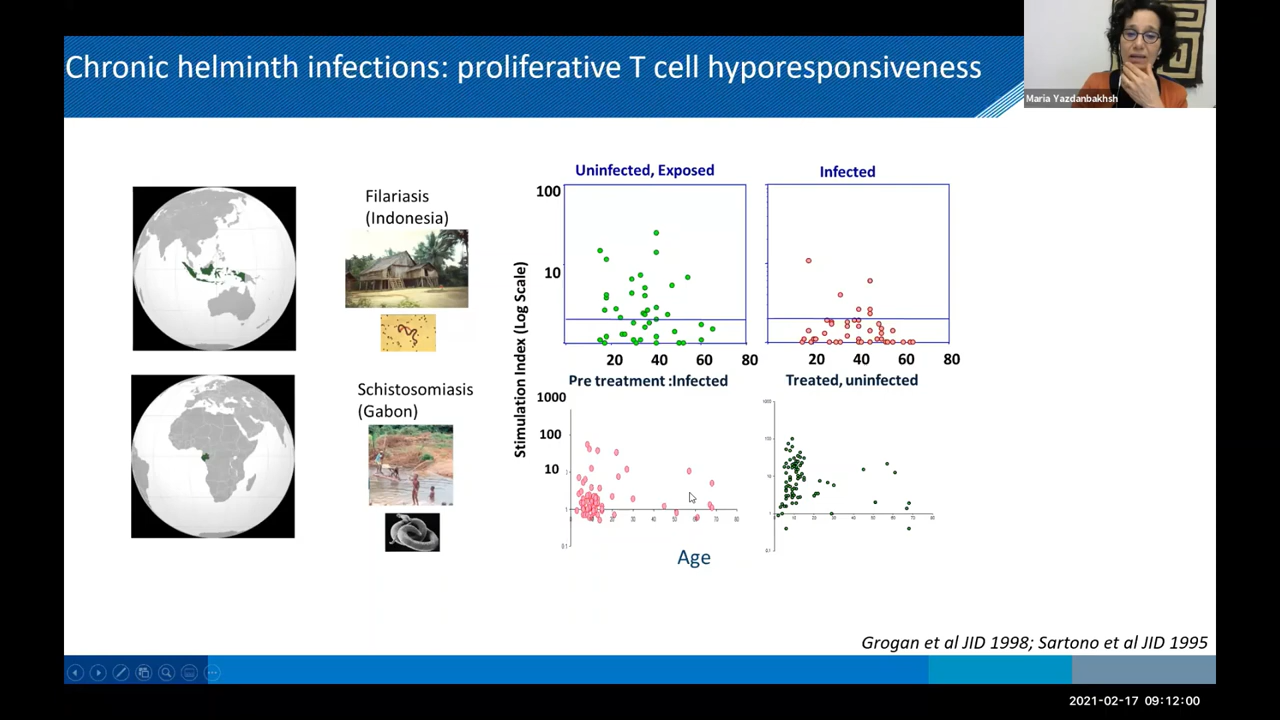 Chronic helminth infections: proliferative T cell hyporesponsiveness
Maria Yazdanbakhsh
Filariasis
(Indonesia)
Schistosomiasis
(Gabon)
Stimulation Index (Log Scale)
Uninfected, Exposed
100
10
20 40 60 80
Infected
20 40 60 80
Pre treatment :Infected
1000
100
10
Treated, uninfected
Age
Grogan et al JID 1998; Sartono et al JID 1995
2021-02-17 09:12:00